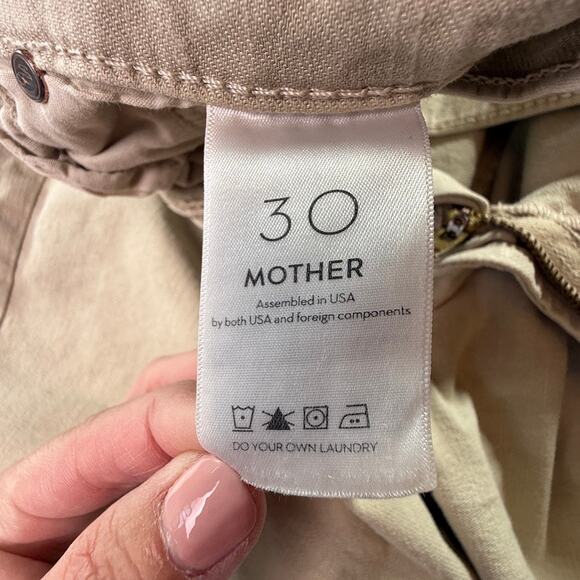 30
MOTHER
Assembled in USA
by both USA and foreign components
DO YOUR OWN LAUNDRY